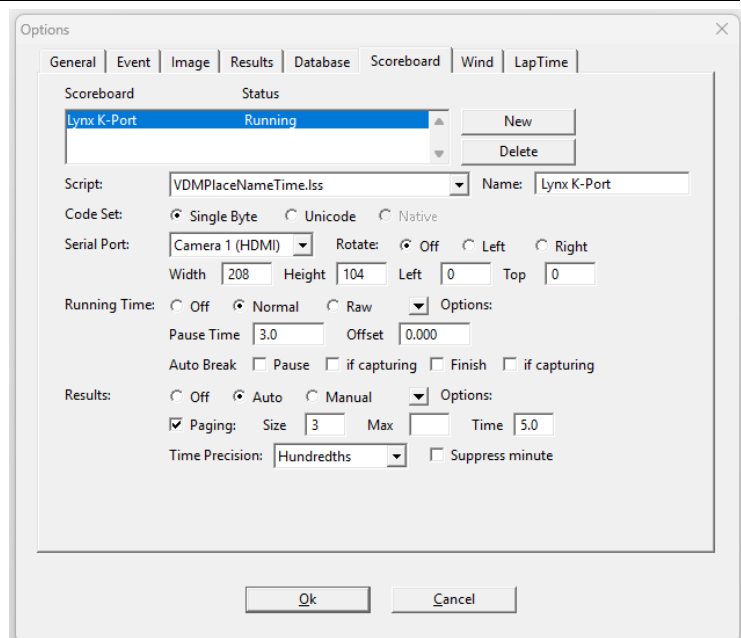 Options
General Event Image Results Database Scoreboard Wind LapTime
Scoreboard Status
Lynx K-Port Running
New
Delete
Script: VDMPlaceNameTime.lss Name: Lynx K-Port
Code Set: Single Byte Unicode Native
Serial Port: Camera 1 (HDMI) Rotate: Off Left Right
Width 208 Height 104 Left 0 Top 0
Running Time: Off Normal Raw Options:
Pause Time 3.0 Offset 0.000
Auto Break Pause if capturing Finish if capturing
Results: Off Auto Manual Options:
Paging: Size 3 Max Time 5.0
Time Precision: Hundredths Suppress minute
Ok Cancel